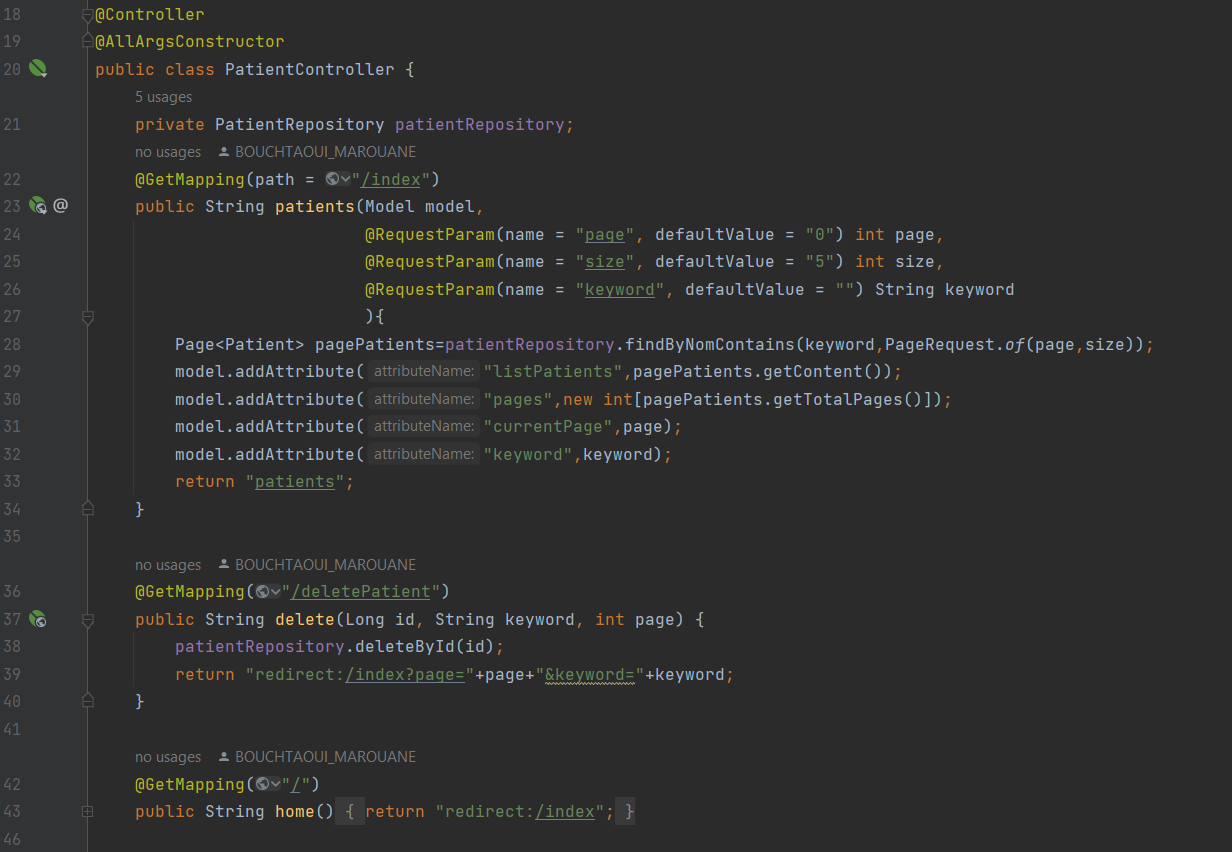 18 @Controller
19 @AllArgsConstructor
20 public class PatientController {
5 usages
21 private PatientRepository patientRepository;
no usages BOUCHTAOUI_MAROUANE
22 @GetMapping(path = "/index")
23 @ public String patients(Model model,
24 @RequestParam(name = "page", defaultValue = "0") int page,
25 @RequestParam(name = "size", defaultValue = "5") int size,
26 @RequestParam(name = "keyword", defaultValue = "") String keyword
27 ){
28 Page<Patient> pagePatients=patientRepository.findByNomContains(keyword,PageRequest.of(page,size));
29 model.addAttribute( attributeName: "listPatients",pagePatients.getContent());
30 model.addAttribute( attributeName: "pages",new int[pagePatients.getTotalPages()]);
31 model.addAttribute( attributeName: "currentPage",page);
32 model.addAttribute( attributeName: "keyword",keyword);
33 return "patients";
34 }
35
no usages BOUCHTAOUI_MAROUANE
36 @GetMapping("/deletePatient")
37 public String delete(Long id, String keyword, int page) {
38 patientRepository.deleteById(id);
39 return "redirect:/index?page="+page+"&keyword="+keyword;
40 }
41
no usages BOUCHTAOUI_MAROUANE
42 @GetMapping("/")
43 public String home() { return "redirect:/index"; }
46